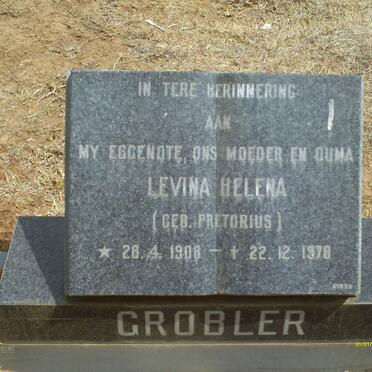 IN TERE HERINNERING
AAN
MY EGGENOTE, ONS MOEDER EN OUMA
LEVINA HELENA
(GEB. PRETORIUS)
★ 28.4.1908 – ✝ 22.12.1978
GROBLER